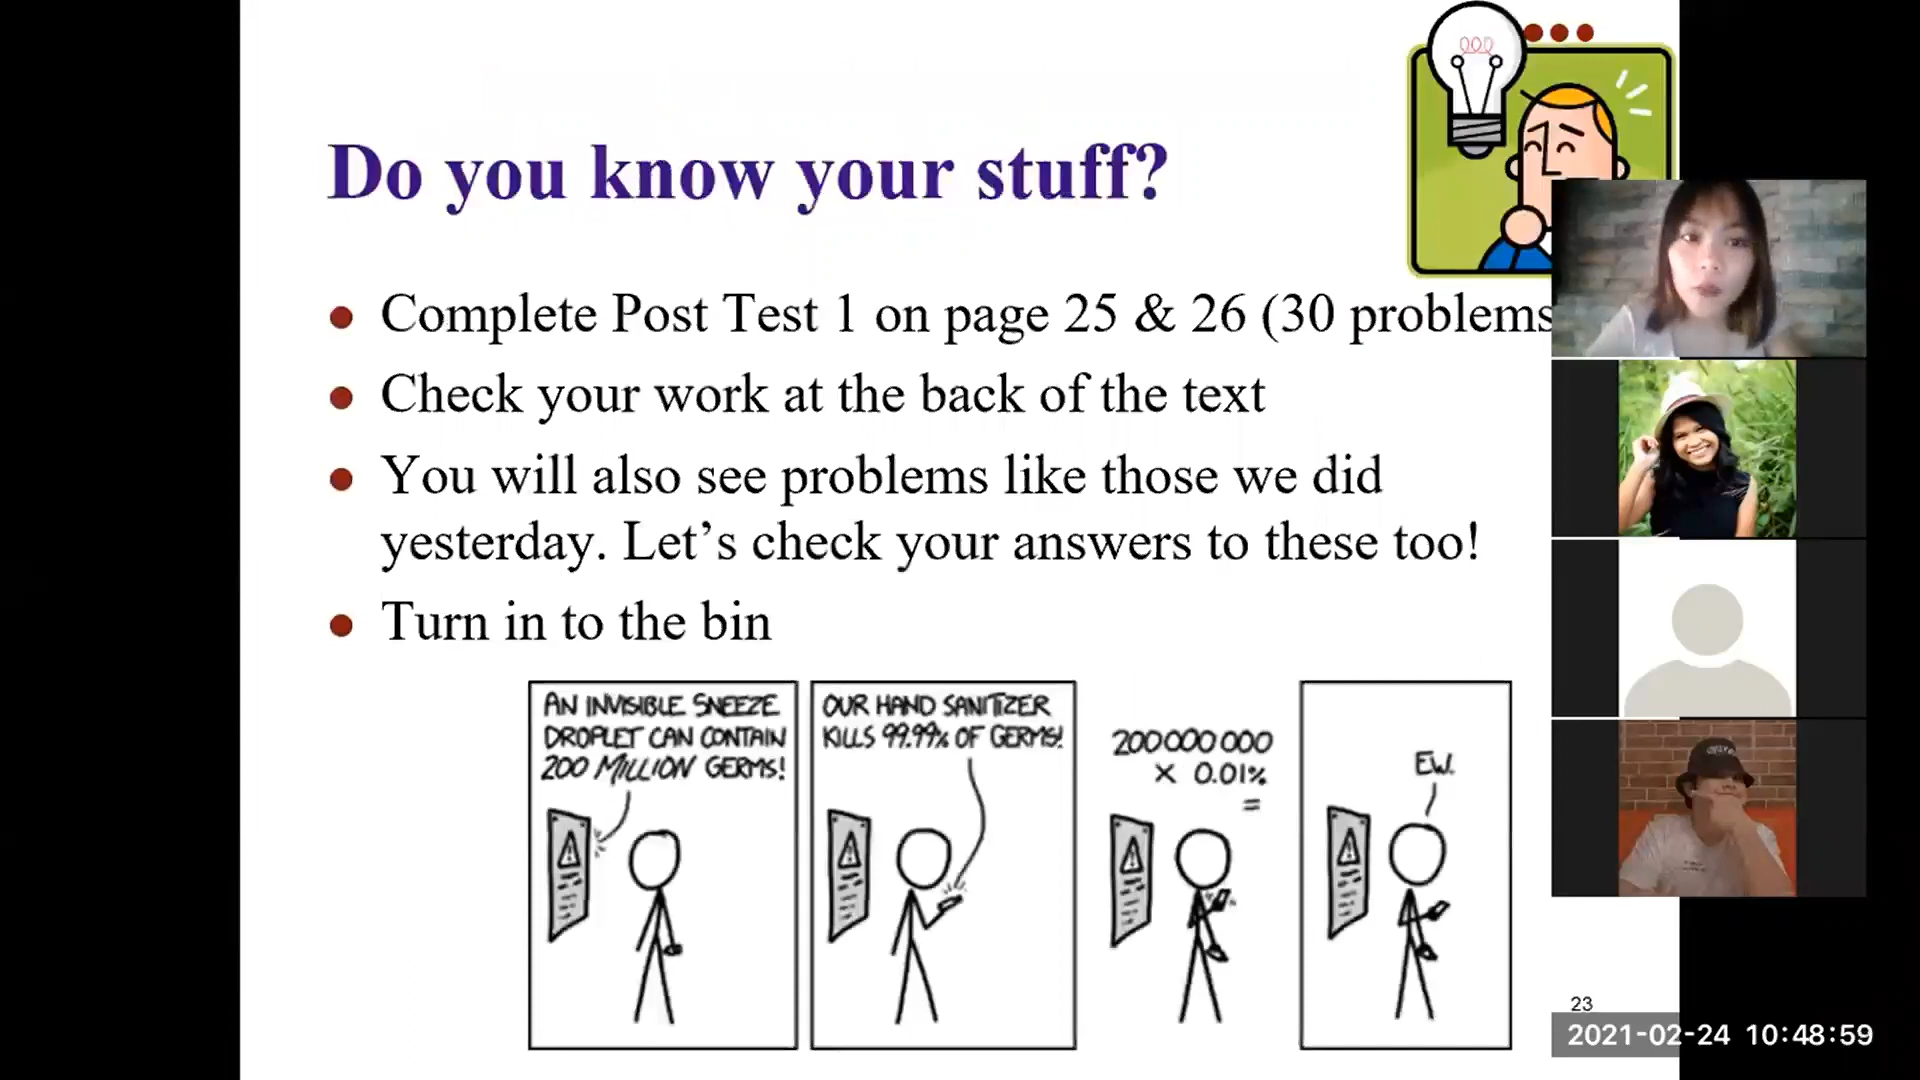 Do you know your stuff?
Complete Post Test 1 on page 25 & 26 (30 problems
Check your work at the back of the text
You will also see problems like those we did
yesterday. Let’s check your answers to these too!
Turn in to the bin
AN INVISIBLE SNEEZE
DROPLET CAN CONTAIN
200 MILLION GERMS!
OUR HAND SANITIZER
KILLS 99.99% OF GERMS!
200000000
X 0.01%
=
EW.
23
2021-02-24 10:48:59